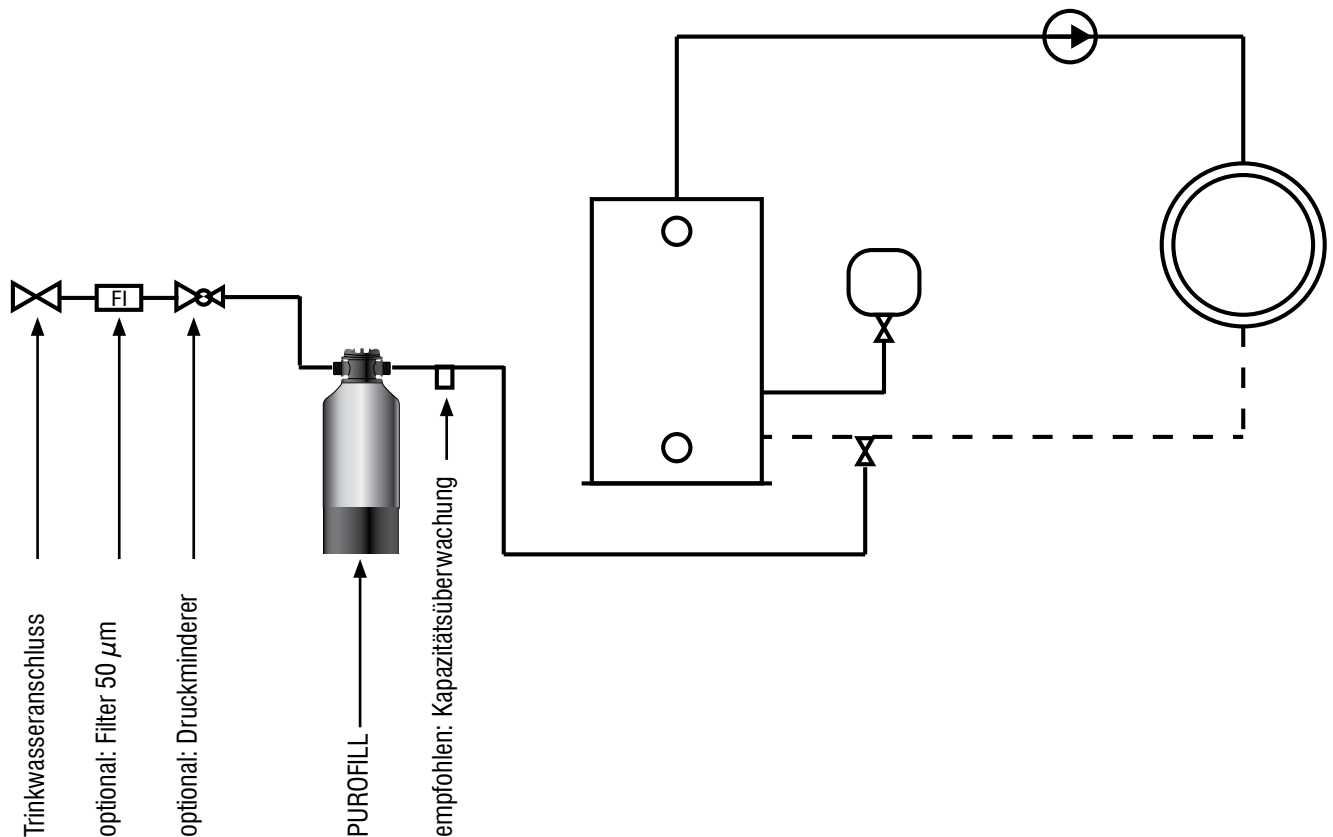 FI
Trinkwasseranschluss
optional: Filter 50 µm
optional: Druckminderer
PUROFILL
empfohlen: Kapazitätsüberwachung